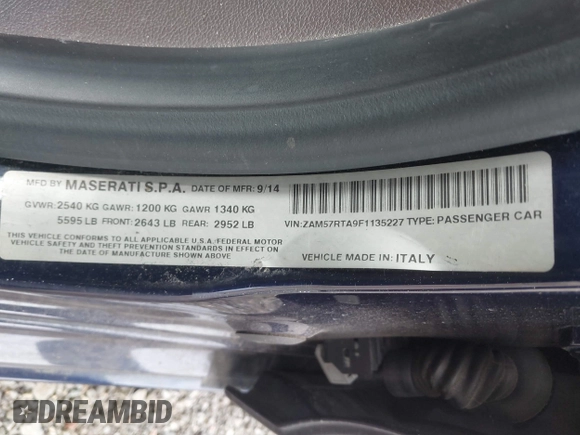 MFD BY MASERATI S.P.A. DATE OF MFR: 9/14
GVWR: 2540 KG GAWR: 1200 KG GAWR 1340 KG
5595 LB FRONT: 2643 LB REAR: 2952 LB
THIS VEHICLE CONFORMS TO ALL APPLICABLE U.S.A./FEDERAL MOTOR
VEHICLE SAFETY AND THEFT PREVENTION STANDARDS IN EFFECT ON
THE DATE OF MANUFACTURE SHOWN ABOVE
VIN:ZAM57RTA9F1135227 TYPE: PASSENGER CAR
VEHICLE MADE IN: ITALY
DREAMBID